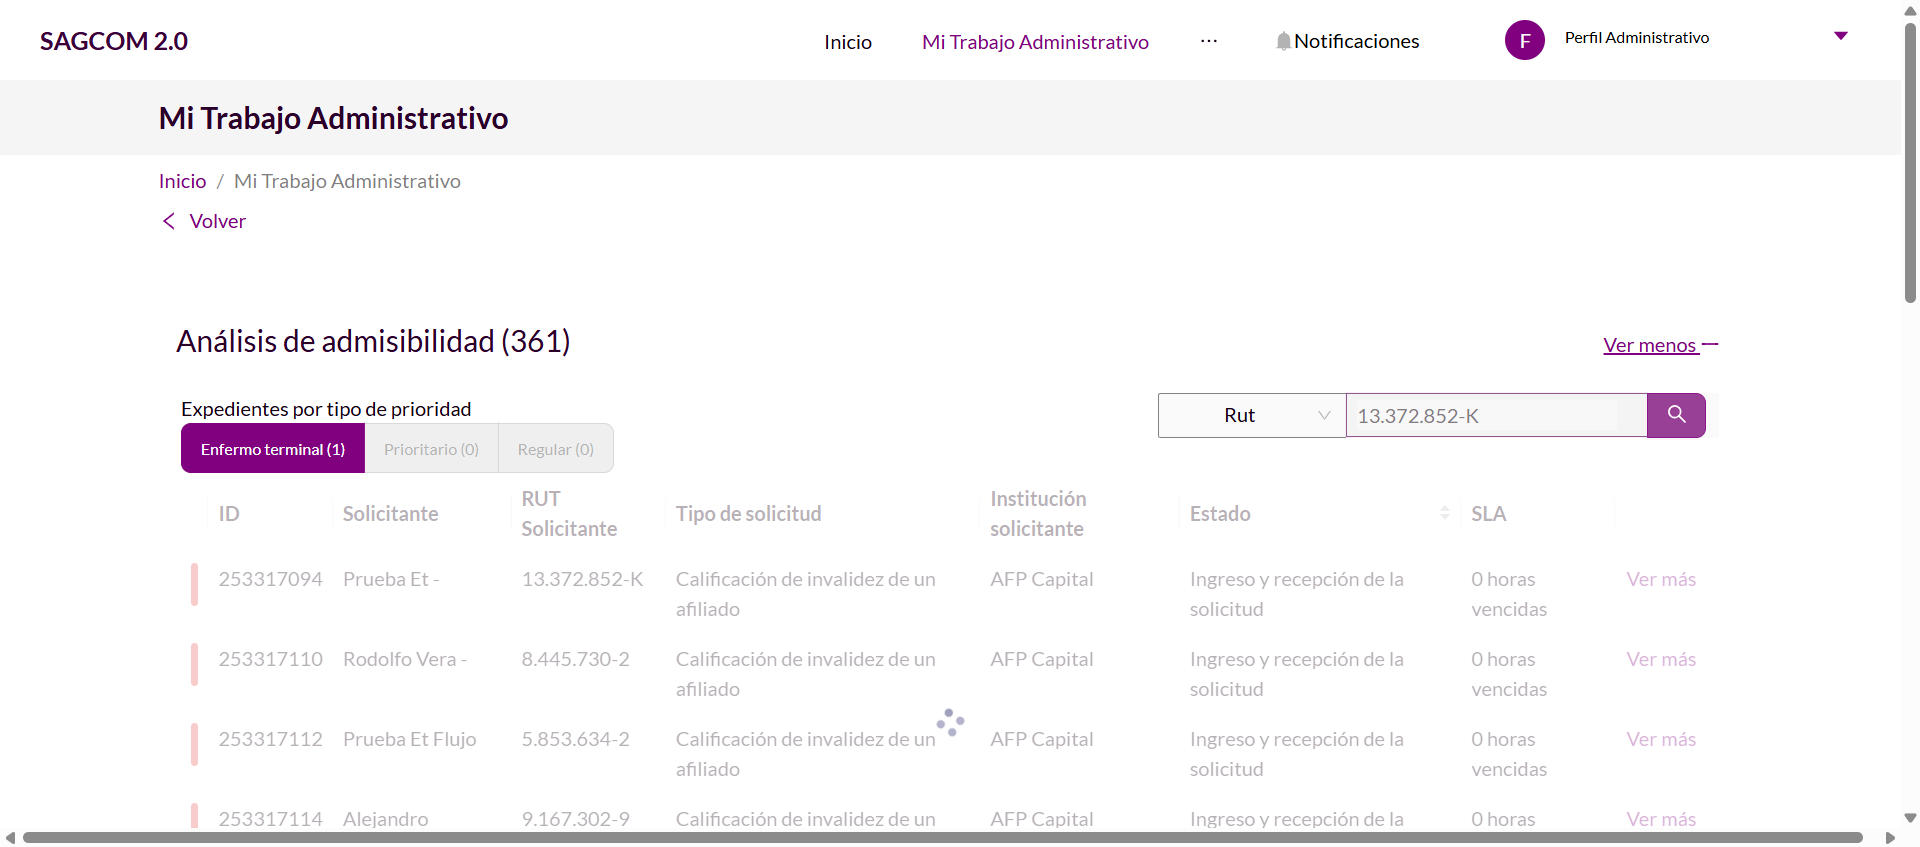 SAGCOM 2.0
Inicio
Mi Trabajo Administrativo
···
Notificaciones
F
Perfil Administrativo
Mi Trabajo Administrativo
Inicio / Mi Trabajo Administrativo
Volver
Análisis de admisibilidad (361)
Ver menos
Expedientes por tipo de prioridad
Rut
13.372.852-K
Enfermo terminal (1)
Prioritario (0)
Regular (0)
ID
Solicitante
RUT
Solicitante
Tipo de solicitud
Institución
solicitante
Estado
SLA
253317094 Prueba Et - 13.372.852-K Calificación de invalidez de un AFP Capital Ingreso y recepción de la 0 horas Ver más
afiliado solicitud vencidas
253317110 Rodolfo Vera - 8.445.730-2 Calificación de invalidez de un AFP Capital Ingreso y recepción de la 0 horas Ver más
afiliado solicitud vencidas
253317112 Prueba Et Flujo 5.853.634-2 Calificación de invalidez de un AFP Capital Ingreso y recepción de la 0 horas Ver más
afiliado solicitud vencidas
253317114 Alejandro 9.167.302-9 Calificación de invalidez de un AFP Capital Ingreso y recepción de la 0 horas Ver más